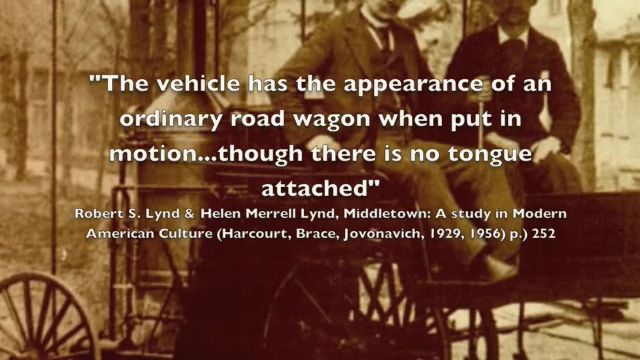 "The vehicle has the appearance of an
ordinary road wagon when put in
motion...though there is no tongue
attached"
Robert S. Lynd & Helen Merrell Lynd, Middletown: A study in Modern
American Culture (Harcourt, Brace, Jovonavich, 1929, 1956) p.) 252